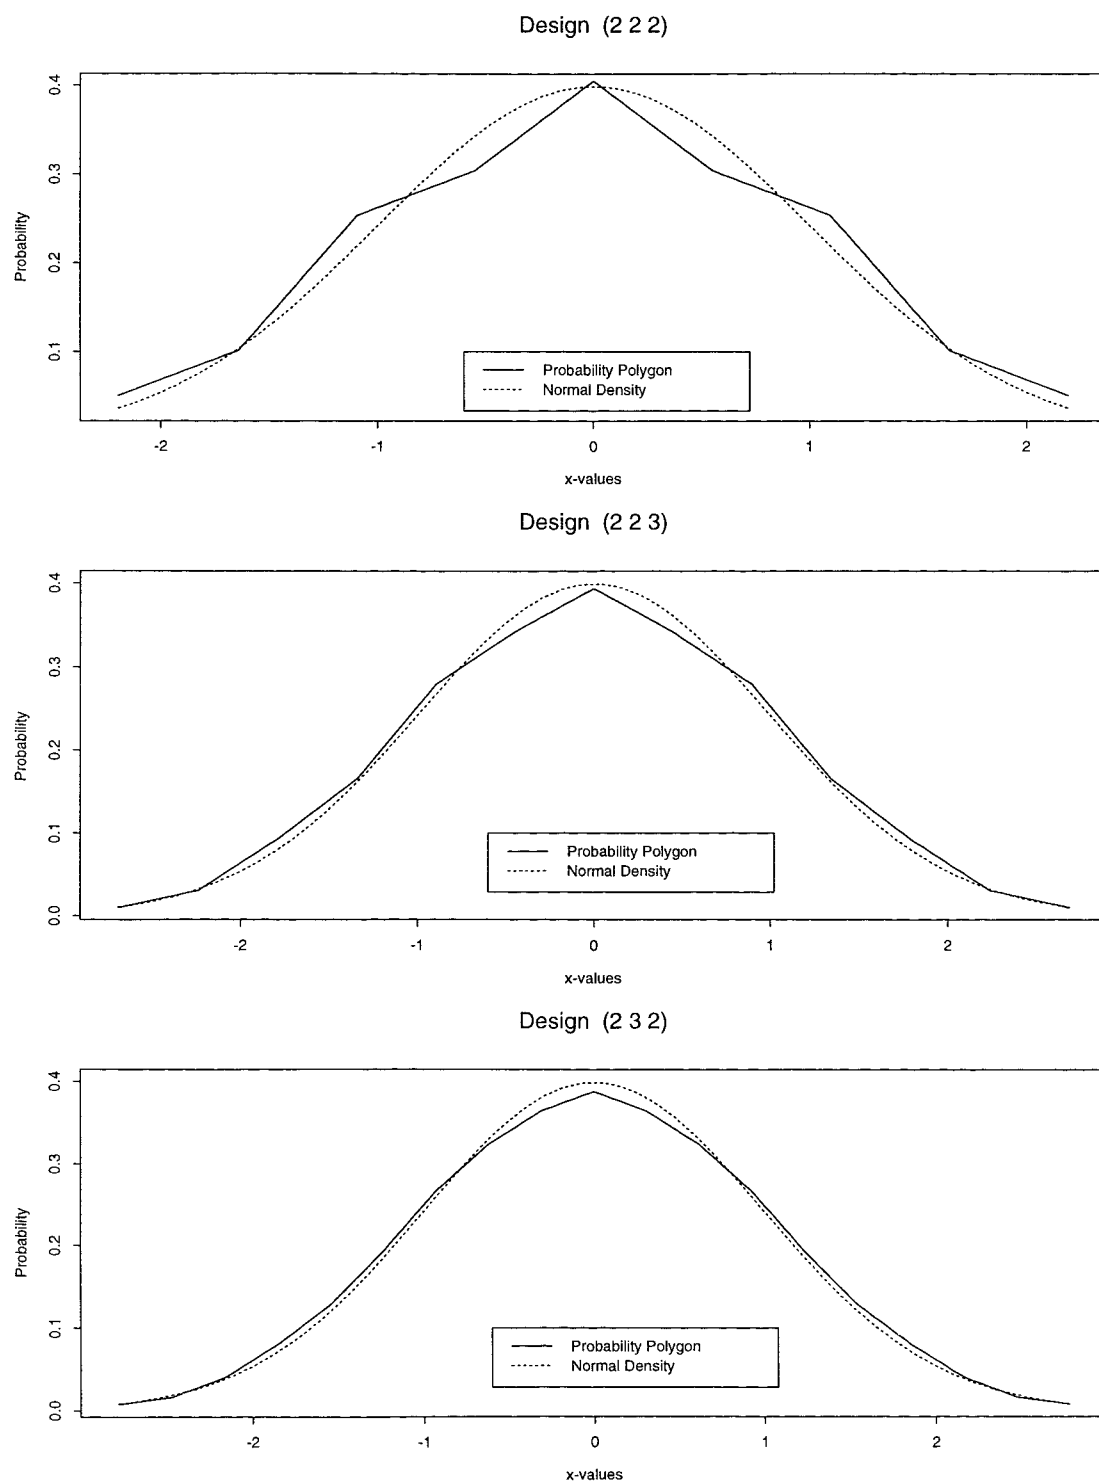 Design (2 2 2)
0.4
0.3
0.2
0.1
Probability
Probability Polygon
Normal Density
-2 -1 0 1 2
x-values
Design (2 2 3)
0.4
0.3
0.2
0.1
0.0
Probability
Probability Polygon
Normal Density
-2 -1 0 1 2
x-values
Design (2 3 2)
0.4
0.3
0.2
0.1
0.0
Probability
Probability Polygon
Normal Density
-2 -1 0 1 2
x-values